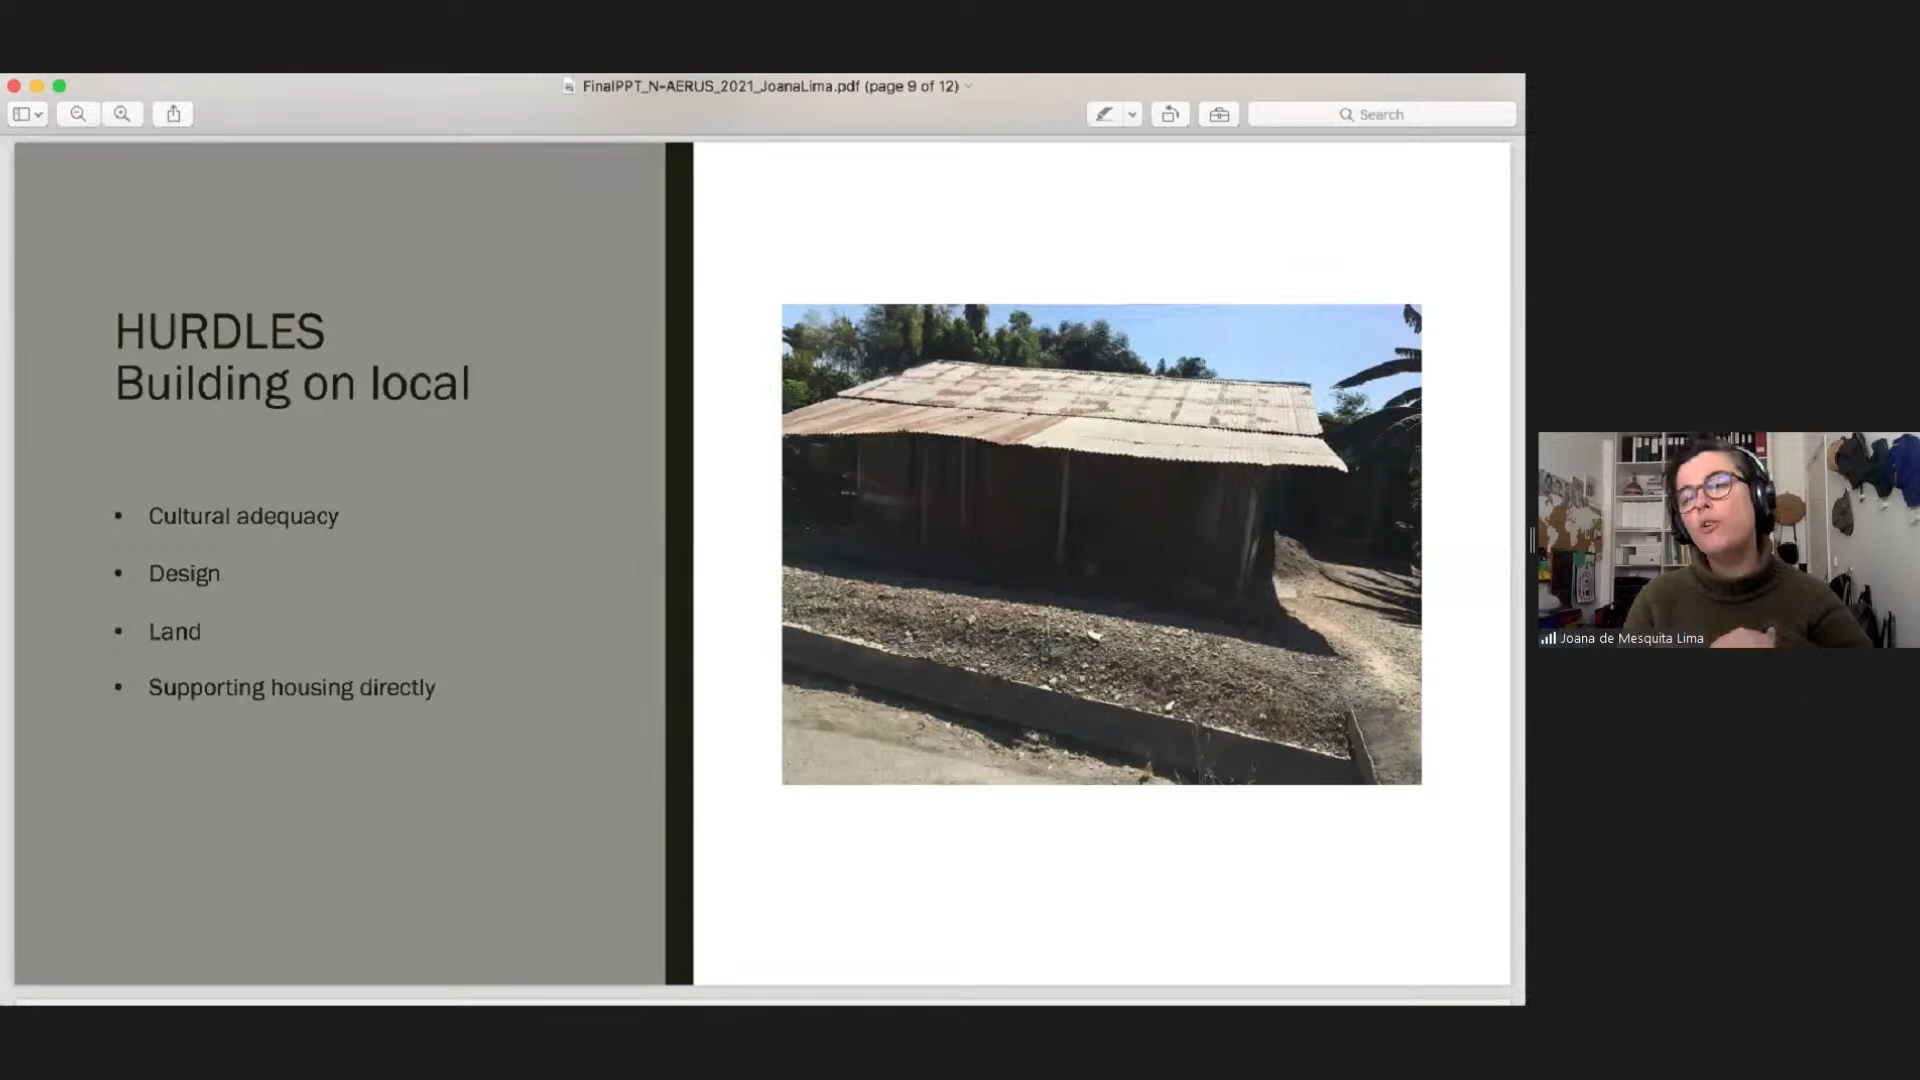 FinalPPT_N-AERUS_2021_JoanaLima.pdf (page 9 of 12)
Search
HURDLES
Building on local
• Cultural adequacy
• Design
• Land
• Supporting housing directly
Joana de Mesquita Lima